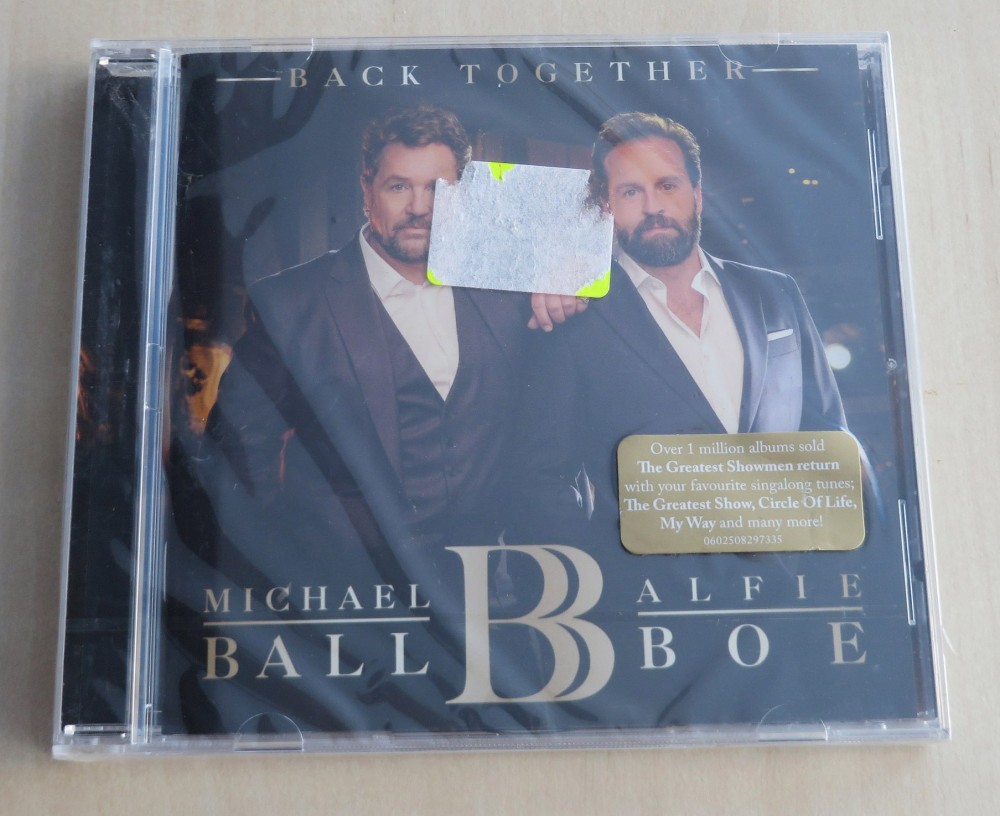 BACK TOGETHER
Over 1 million albums sold
The Greatest Showmen return
with your favourite singalong tunes;
The Greatest Show, Circle Of Life,
My Way and many more!
0602508297335
MICHAEL
BALL
B
ALFIE
BOE